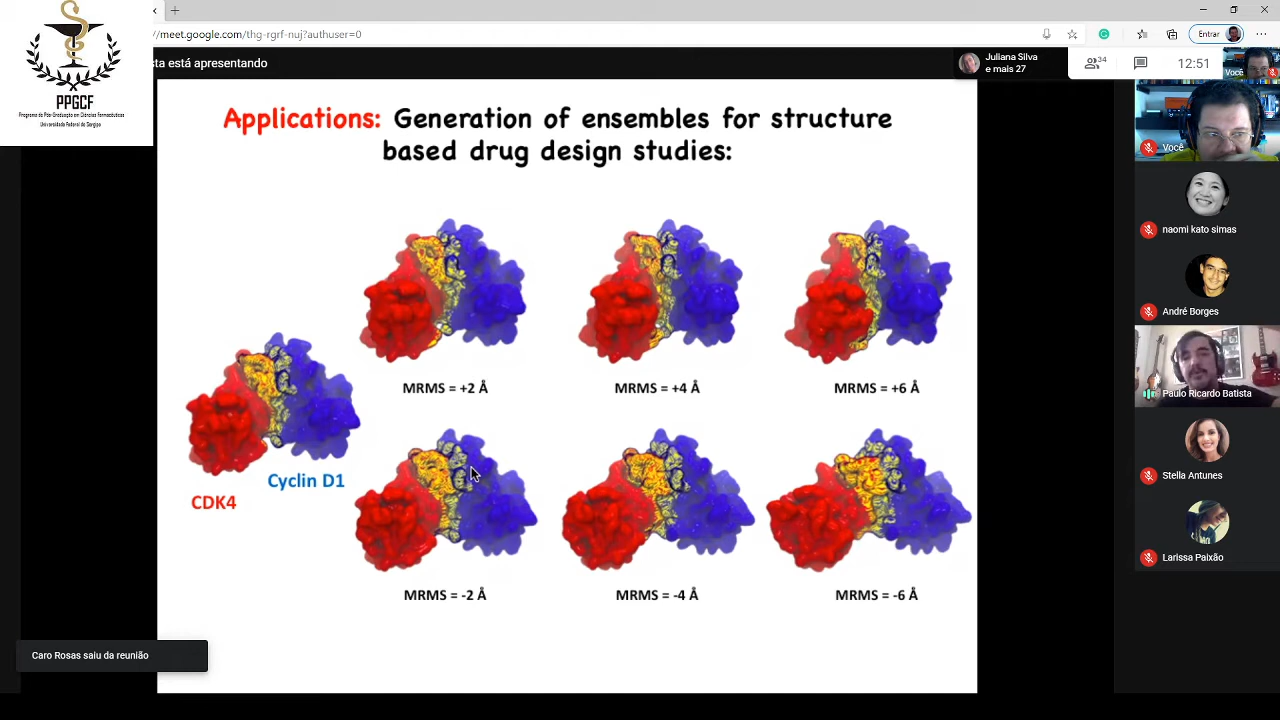 /meet.google.com/thg-rgrf-nuj?authuser=0
Entrar
sta está apresentando
Juliana Silva
e mais 27
34
12:51
Você
PPGCF
Programa de Pós-Graduação em Ciências Farmacêuticas
Universidade Federal de Sergipe
Applications: Generation of ensembles for structure
based drug design studies:
MRMS = +2 Å
MRMS = +4 Å
MRMS = +6 Å
Cyclin D1
CDK4
MRMS = -2 Å
MRMS = -4 Å
MRMS = -6 Å
Caro Rosas saiu da reunião
Você
naomi kato simas
André Borges
Paulo Ricardo Batista
Stella Antunes
Larissa Paixão